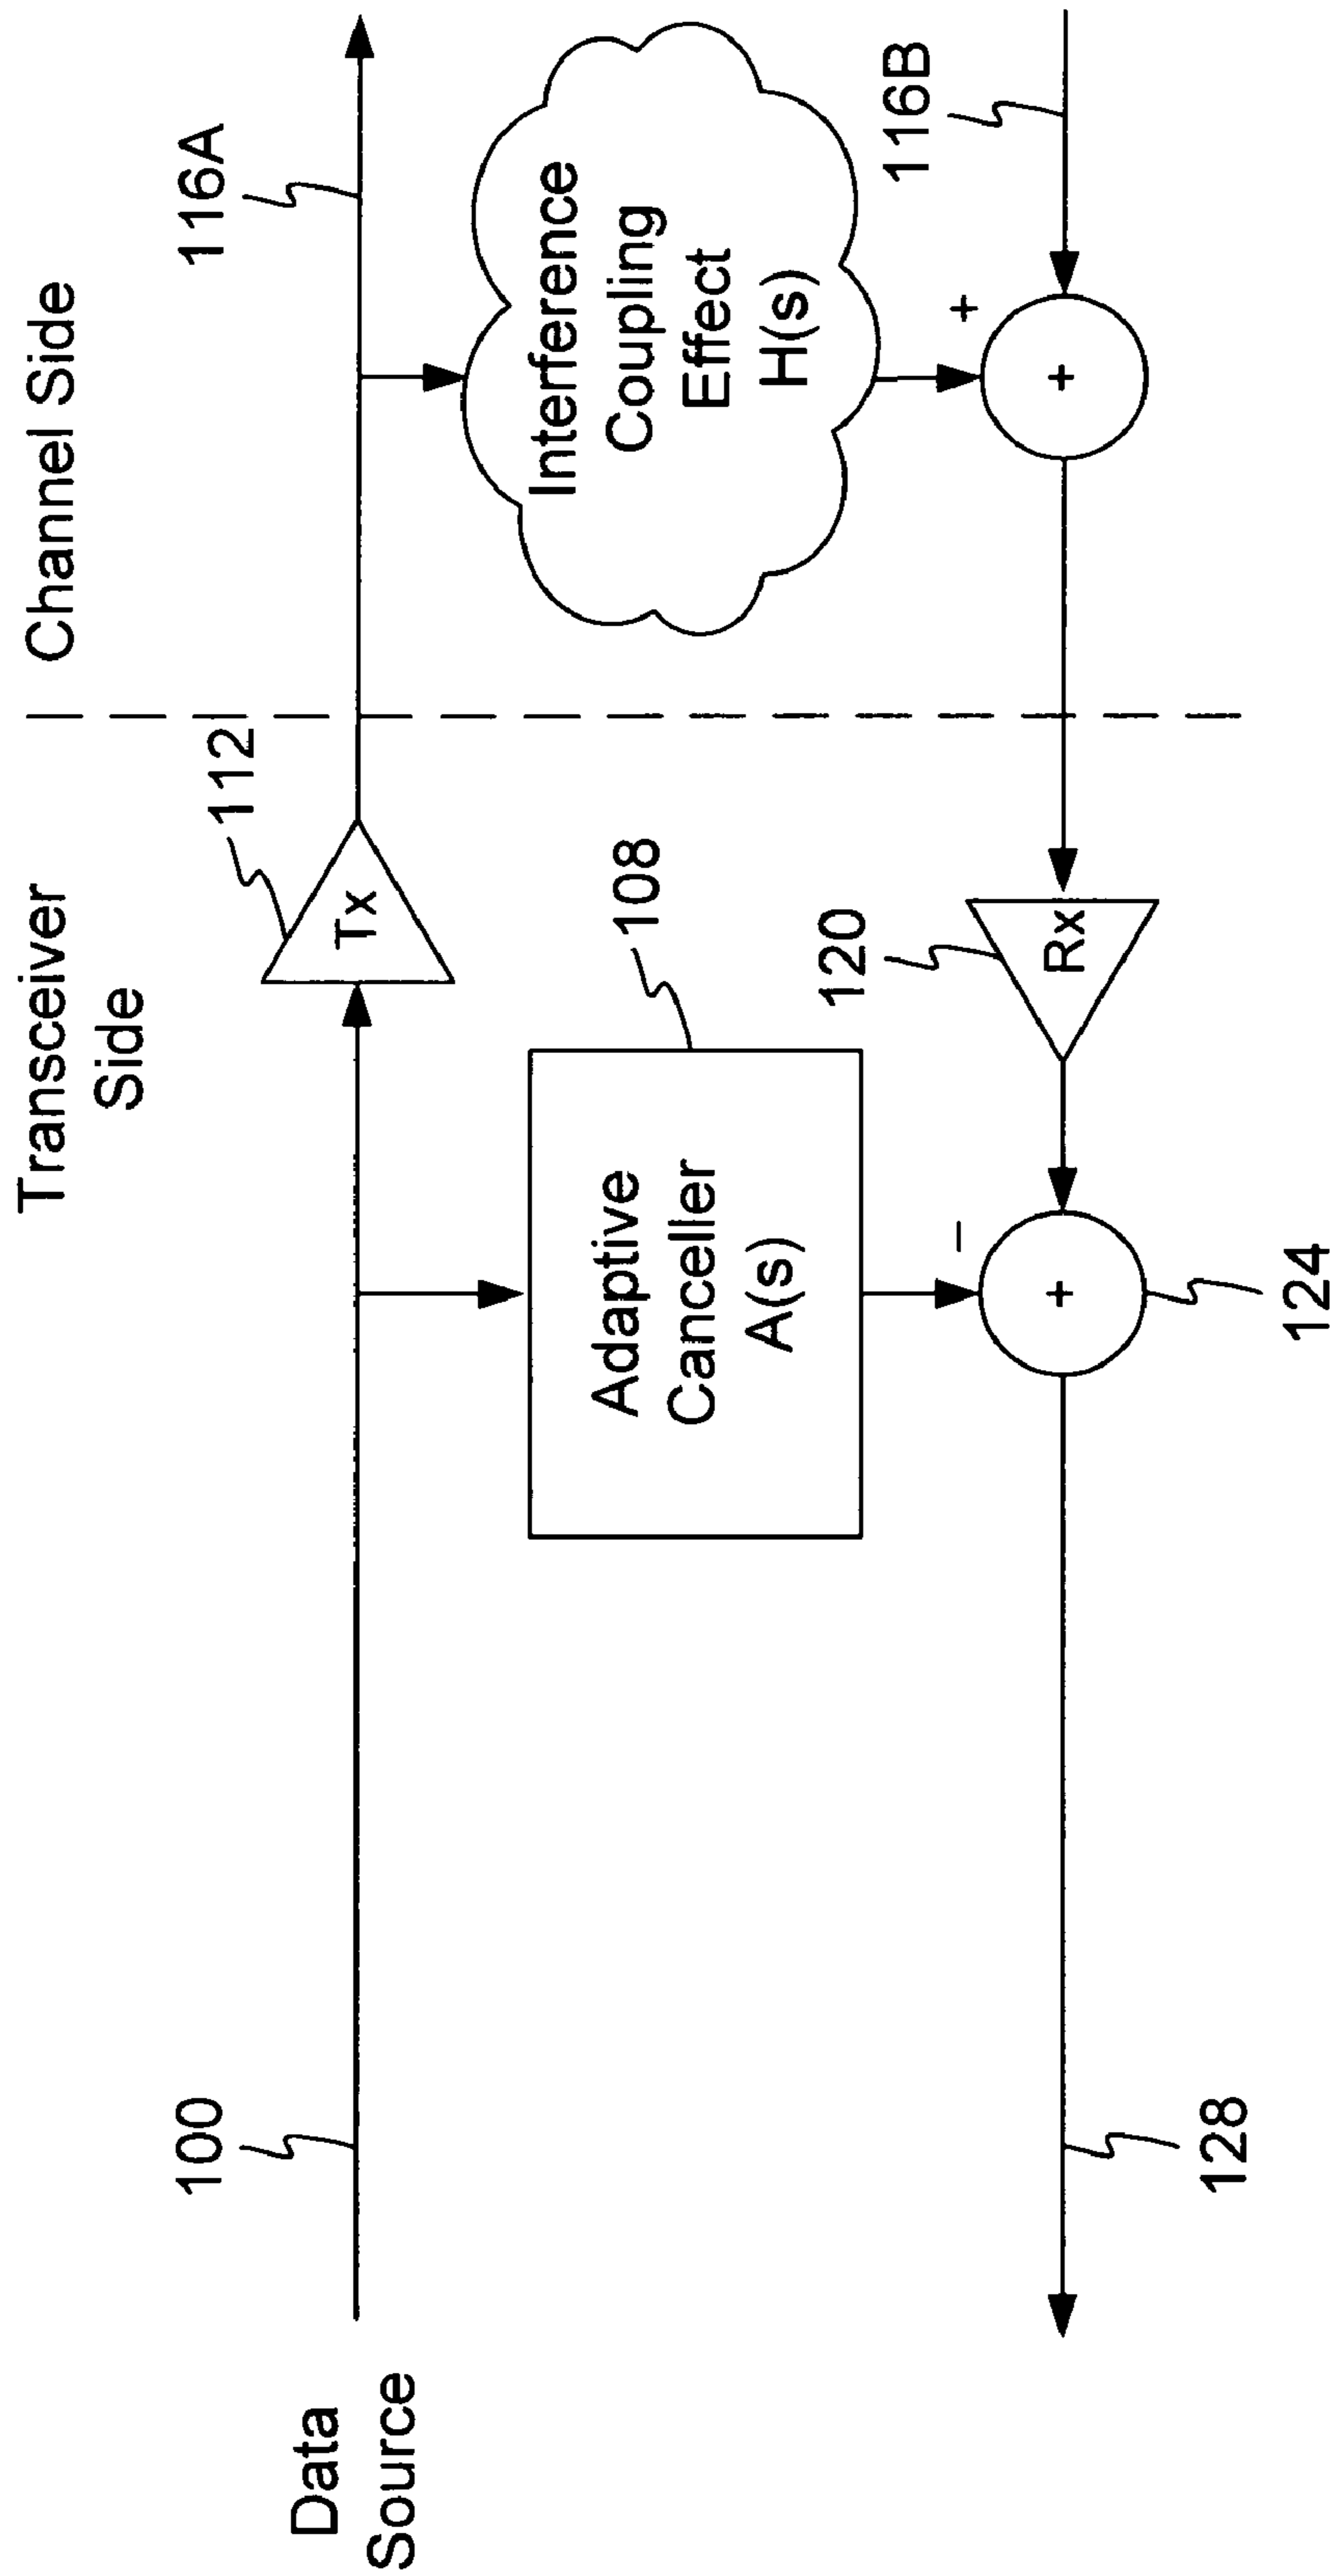 Transceiver
Side
Channel Side
100
112
116A
Data
Source
Tx
Adaptive
Canceller
A(s)
108
Interference
Coupling
Effect
H(s)
120
116B
−
+
+
+
Rx
124
128